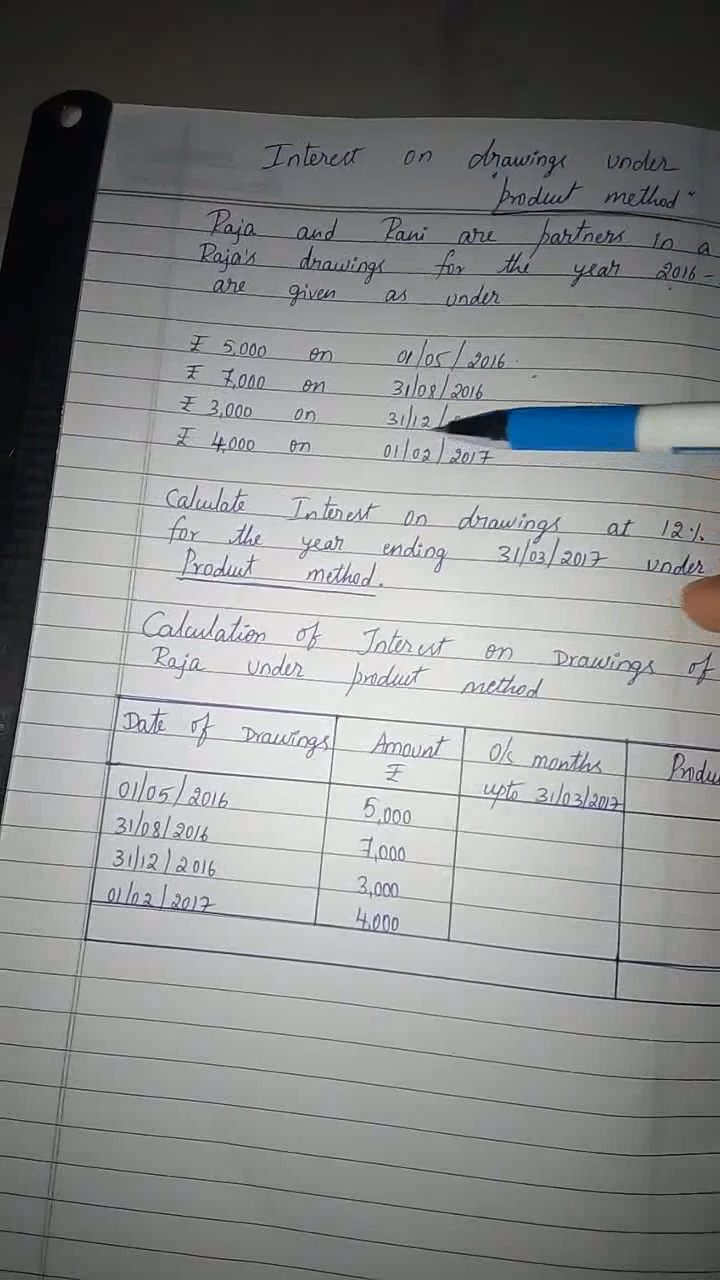 Interest on drawings under
"product method"
Raja and Rani are partners in a
Raja's drawings for the year 2016-
are given as under
₹ 5,000 on 01/05/2016.
₹ 7,000 on 31/08/2016
₹ 3,000 on 31/12/
₹ 4,000 on 01/02/2017
Calculate Interest on drawings at 12%
for the year ending 31/03/2017 under
Product method.
Calculation of Interest on Drawings of
Raja under product method
Date of Drawings Amount ₹ O/s months upto 31/03/2017
01/05/2016 5,000
31/08/2016 7,000
31/12/2016 3,000
01/02/2017 4,000